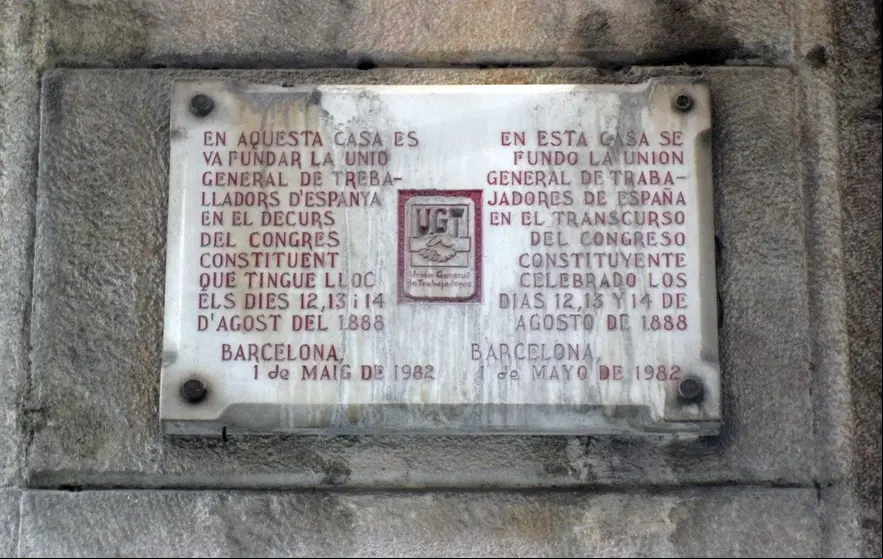 EN AQUESTA CASA ES
VA FUNDAR LA UNIO
GENERAL DE TREBA-
LLADORS D'ESPANYA
EN EL DECURS
DEL CONGRES
CONSTITUENT
QUE TINGUE LLOC
ELS DIES 12, 13 i 14
D'AGOST DEL 1888
BARCELONA,
1 de MAIG DE 1982
UGT
Unión General
de Trabajadores
EN ESTA CASA SE
FUNDO LA UNION
GENERAL DE TRABA-
JADORES DE ESPAÑA
EN EL TRANSCURSO
DEL CONGRESO
CONSTITUYENTE
CELEBRADO LOS
DIAS 12, 13 Y 14 DE
AGOSTO DE 1888
BARCELONA,
1 de MAYO DE 1982